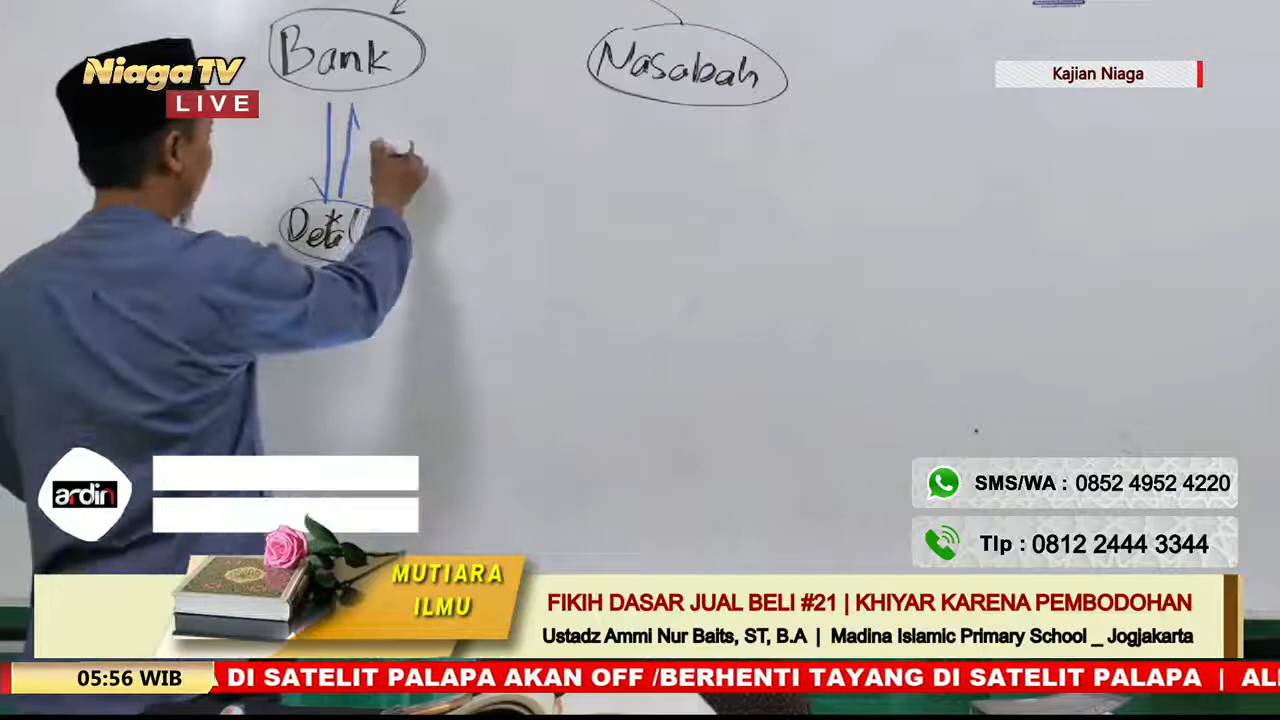 Bank
Nasabah
Niaga TV
LIVE
Kajian Niaga
ardin
SMS/WA : 0852 4952 4220
Tlp : 0812 2444 3344
MUTIARA
ILMU
FIKIH DASAR JUAL BELI #21 | KHIYAR KARENA PEMBODOHAN
Ustadz Ammi Nur Baits, ST, B.A | Madina Islamic Primary School _ Jogjakarta
05:56 WIB
DI SATELIT PALAPA AKAN OFF /BERHENTI TAYANG DI SATELIT PALAPA |